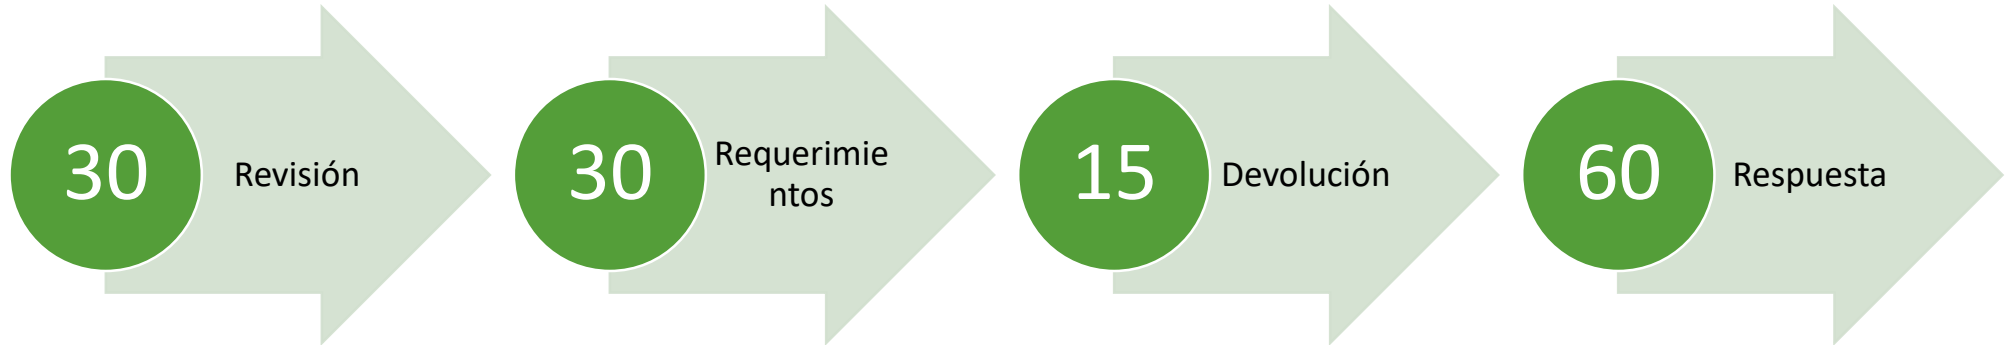 30
Revisión
30
Requerimie
ntos
15
Devolución
60
Respuesta